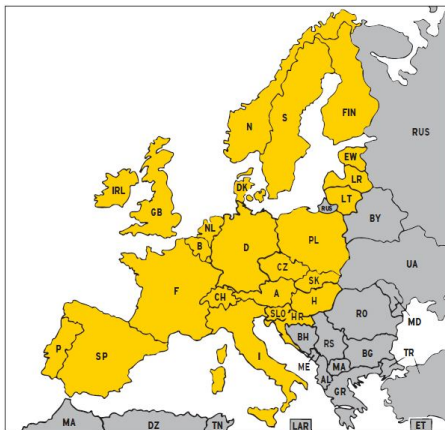 FIN
N
S
RUS
EW
LR
IRL
DK
LT
RUS
GB
BY
NL
B
D
PL
CZ
UA
SK
F
CH
A
H
SLO
HR
RO
MD
BH
RS
P
SP
I
ME
BG
TR
MA
AL
GR
MA
DZ
TN
LAR
ET